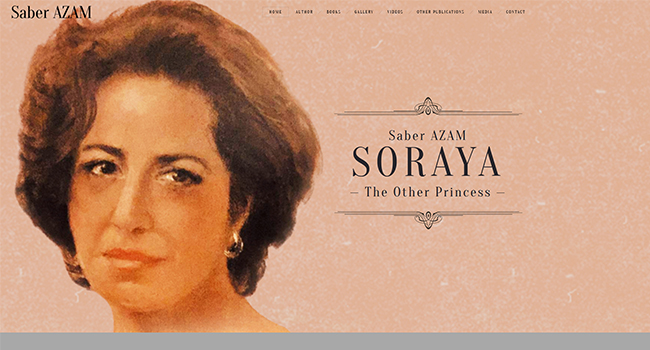 Saber AZAM
HOME AUTHOR BOOKS GALLERY VIDEOS OTHER PUBLICATIONS MEDIA CONTACT
Saber AZAM
SORAYA
— The Other Princess —